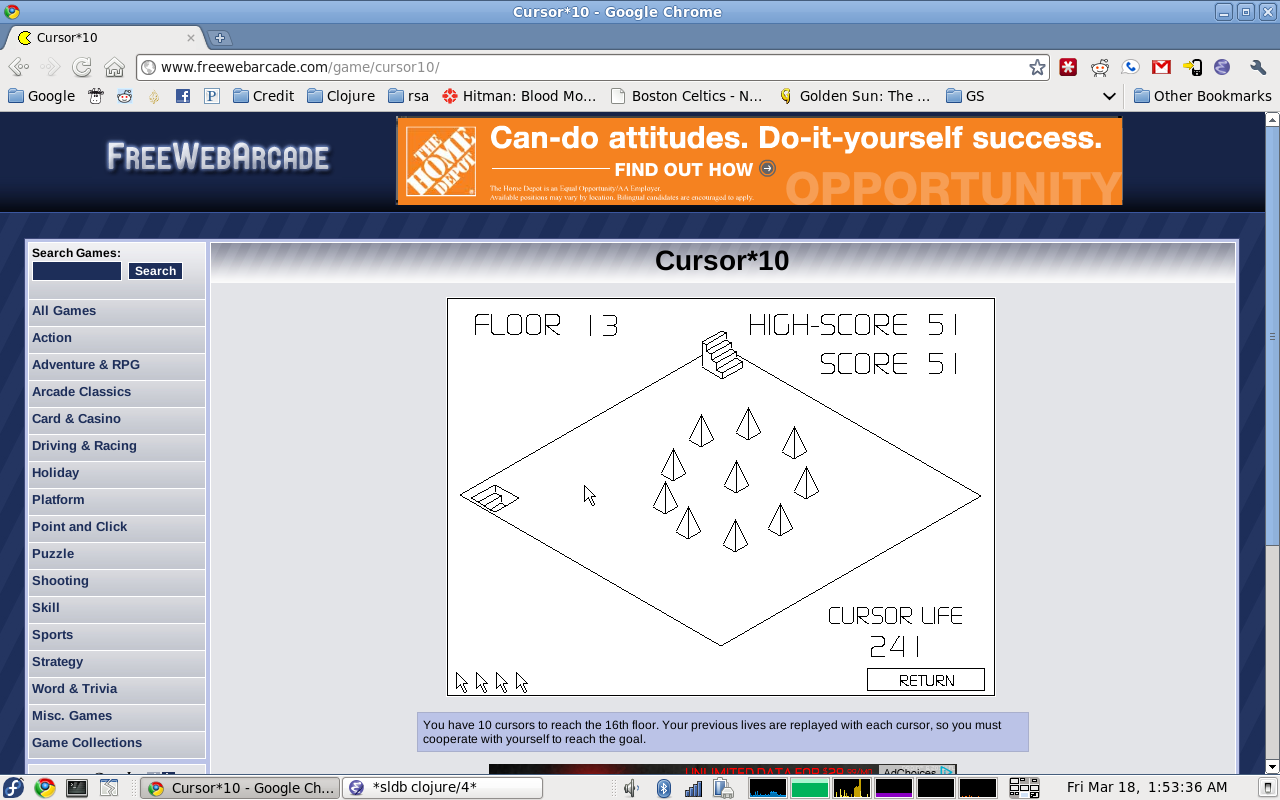 Cursor*10 - Google Chrome
Cursor*10
www.freewebarcade.com/game/cursor10/
Google
Credit
Clojure
rsa
Hitman: Blood Mo...
Boston Celtics - N...
Golden Sun: The ...
GS
Other Bookmarks
FREEWEBARCADE
THE HOME DEPOT
Can-do attitudes. Do-it-yourself success.
FIND OUT HOW
OPPORTUNITY
The Home Depot is an Equal Opportunity/AA Employer.
Available positions may vary by location. Bilingual candidates are encouraged to apply.
Search Games:
Search
All Games
Action
Adventure & RPG
Arcade Classics
Card & Casino
Driving & Racing
Holiday
Platform
Point and Click
Puzzle
Shooting
Skill
Sports
Strategy
Word & Trivia
Misc. Games
Game Collections
Cursor*10
FLOOR 13
HIGH-SCORE 51
SCORE 51
CURSOR LIFE
241
RETURN
You have 10 cursors to reach the 16th floor. Your previous lives are replayed with each cursor, so you must
cooperate with yourself to reach the goal.
AdChoices
Cursor*10 - Google Ch...
*sldb clojure/4*
Fri Mar 18, 1:53:36 AM